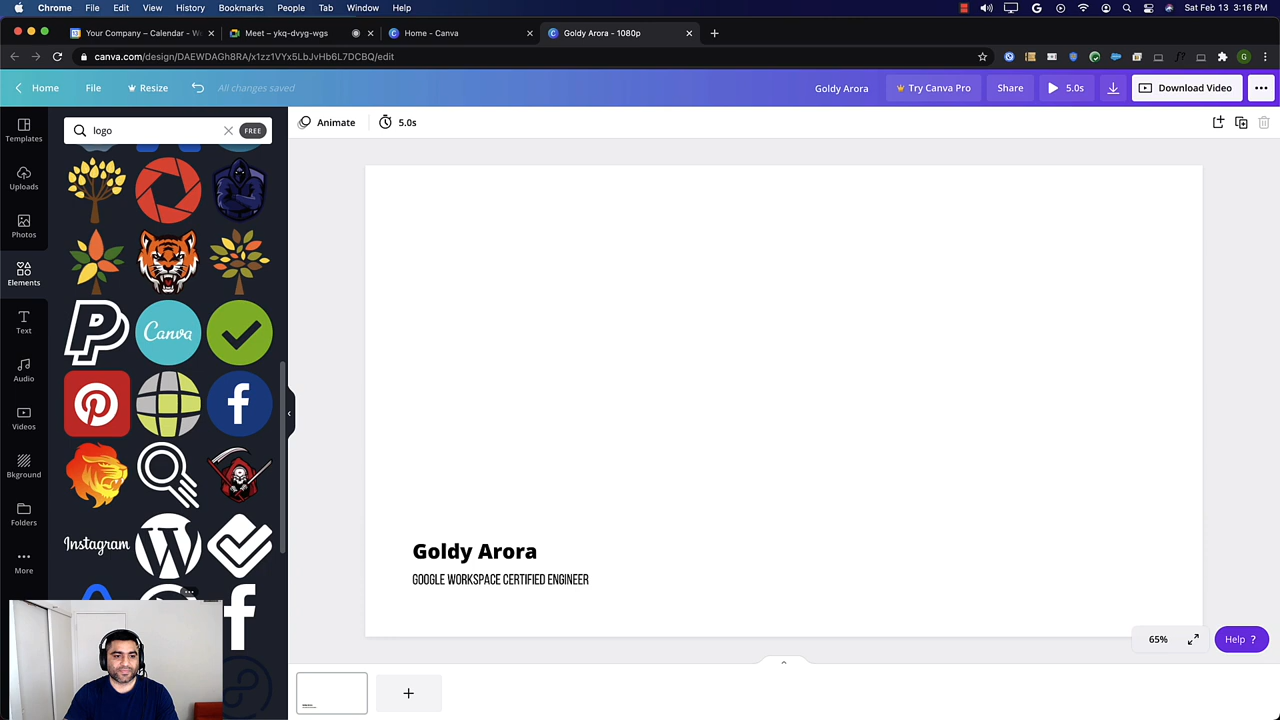 Chrome File Edit View History Bookmarks People Tab Window Help Sat Feb 13 3:16 PM
Your Company – Calendar - W Meet – ykq-dvyg-wgs Home - Canva Goldy Arora - 1080p
canva.com/design/DAEWDAGh8RA/x1zz1VYx5LbJvHb6L7DCBQ/edit
Home File Resize All changes saved Goldy Arora Try Canva Pro Share 5.0s Download Video
Templates
logo FREE
Animate 5.0s
Uploads
Photos
Elements
Text
Canva
Audio
Videos
Bkground
Folders
Instagram
More
Goldy Arora
GOOGLE WORKSPACE CERTIFIED ENGINEER
65% Help ?